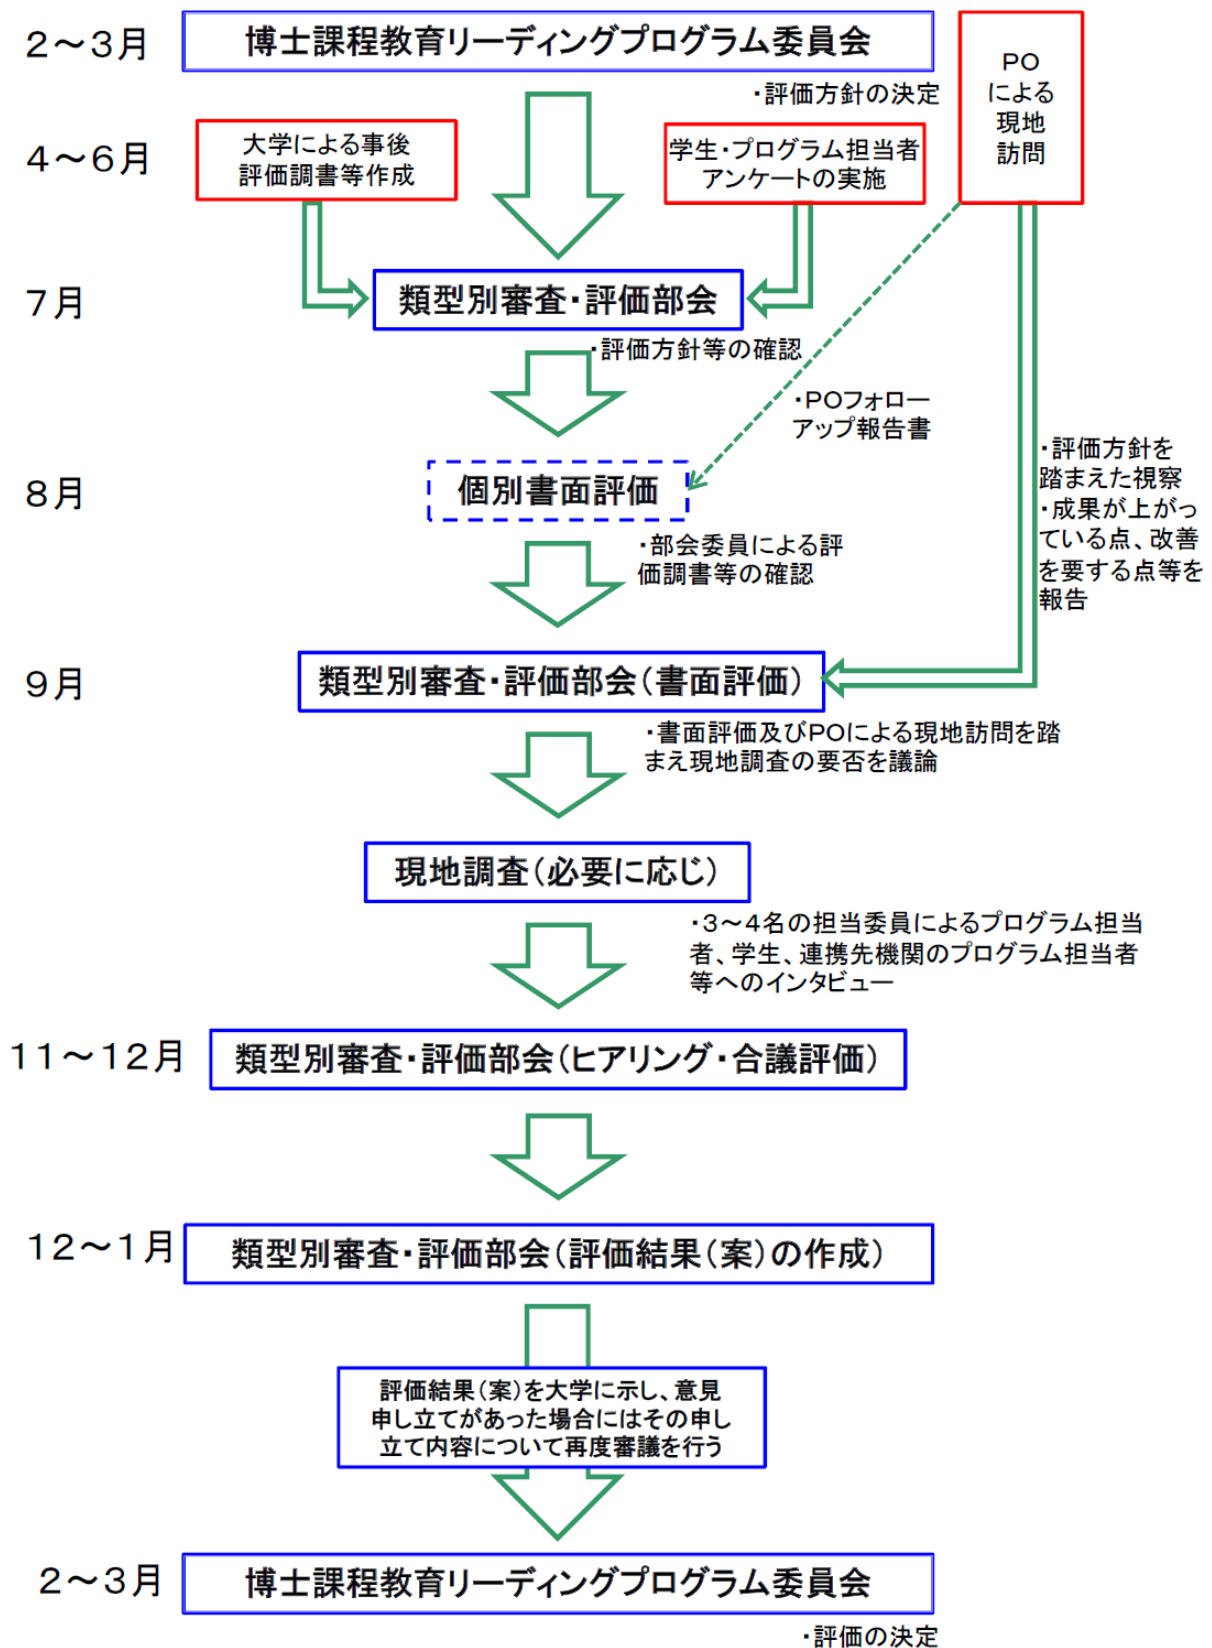 2～3月
博士課程教育リーディングプログラム委員会
・評価方針の決定
PO
による
現地
訪問
4～6月
大学による事後
評価調書等作成
学生・プログラム担当者
アンケートの実施
7月
類型別審査・評価部会
・評価方針等の確認
・POフォロー
アップ報告書
・評価方針を
踏まえた視察
・成果が上がっ
ている点、改善
を要する点等を
報告
8月
個別書面評価
・部会委員による評
価調書等の確認
9月
類型別審査・評価部会（書面評価）
・書面評価及びPOによる現地訪問を踏
まえ現地調査の要否を議論
現地調査（必要に応じ）
・3～4名の担当委員によるプログラム担当
者、学生、連携先機関のプログラム担当者
等へのインタビュー
11～12月
類型別審査・評価部会（ヒアリング・合議評価）
12～1月
類型別審査・評価部会（評価結果（案）の作成）
評価結果（案）を大学に示し、意見
申し立てがあった場合にはその申し
立て内容について再度審議を行う
2～3月
博士課程教育リーディングプログラム委員会
・評価の決定